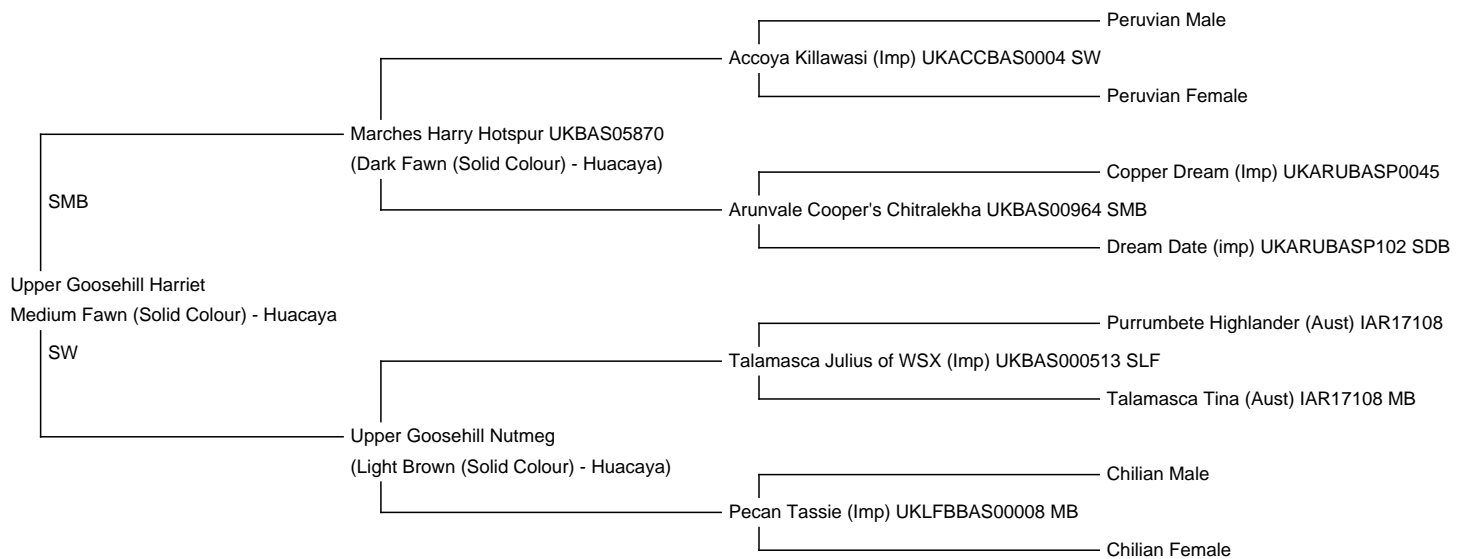 Peruvian Male
Accoya Killawasi (Imp) UKACCBAS0004 SW
Peruvian Female
Marches Harry Hotspur UKBAS05870
(Dark Fawn (Solid Colour) - Huacaya)
Copper Dream (Imp) UKARUBASP0045
SMB
Arunvale Cooper's Chitralekha UKBAS00964 SMB
Dream Date (imp) UKARUBASP102 SDB
Upper Goosehill Harriet
Medium Fawn (Solid Colour) - Huacaya
Purrumbete Highlander (Aust) IAR17108
SW
Talamasca Julius of WSX (Imp) UKBAS000513 SLF
Talamasca Tina (Aust) IAR17108 MB
Upper Goosehill Nutmeg
(Light Brown (Solid Colour) - Huacaya)
Chilian Male
Pecan Tassie (Imp) UKLFBBAS00008 MB
Chilian Female